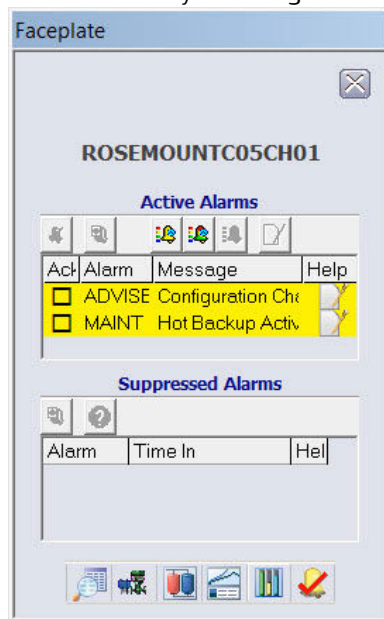 Faceplate
ROSEMOUNTC05CH01
Active Alarms
Ack Alarm Message Help
ADVISE Configuration Cha
MAINT Hot Backup Activ
Suppressed Alarms
Alarm Time In Hel